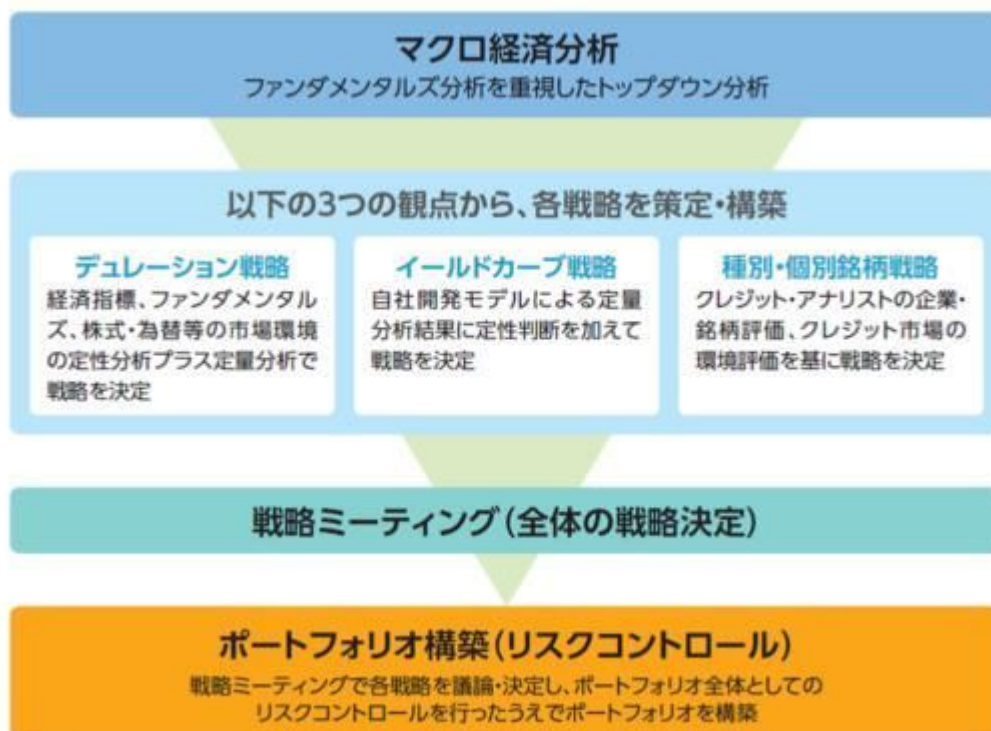 マクロ経済分析
ファンダメンタルズ分析を重視したトップダウン分析
以下の3つの観点から、各戦略を策定・構築
デュレーション戦略
経済指標、ファンダメンタル
ズ、株式・為替等の市場環境
の定性分析プラス定量分析で
戦略を決定
イールドカーブ戦略
自社開発モデルによる定量
分析結果に定性判断を加えて
戦略を決定
種別・個別銘柄戦略
クレジット・アナリストの企業・
銘柄評価、クレジット市場の
環境評価を基に戦略を決定
戦略ミーティング(全体の戦略決定)
ポートフォリオ構築(リスクコントロール)
戦略ミーティングで各戦略を議論・決定し、ポートフォリオ全体としての
リスクコントロールを行ったうえでポートフォリオを構築